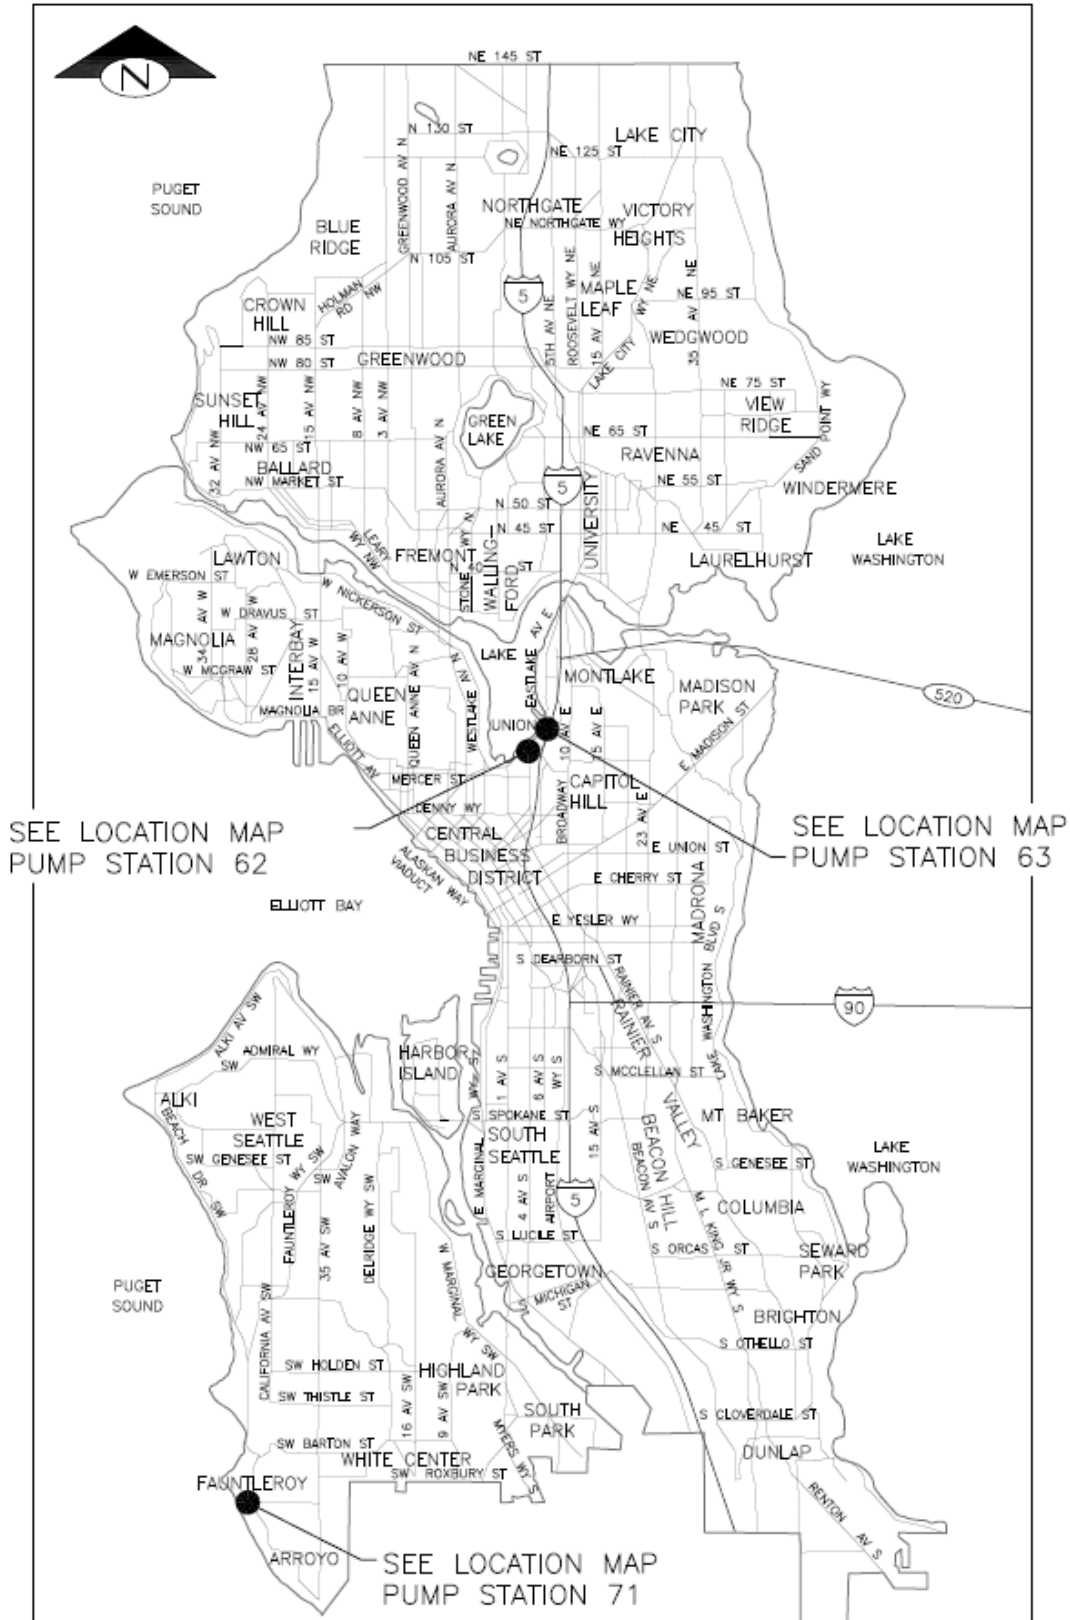 N
NE 145 ST
N 130 ST
LAKE CITY
NE 125 ST
PUGET
SOUND
GREENWOOD AV N
AURORA AV N
NORTHGATE
VICTORY
HEIGHTS
NE NORTHGATE WY
BLUE
RIDGE
N 105 ST
HOLMAN
RD NW
CROWN
HILL
5
5TH AV NE
ROOSEVELT WY NE
15 AV NE
MAPLE
LEAF
LAKE CITY WY NE
35 AV NE
NE 95 ST
WEDGWOOD
NW 85 ST
NW 80 ST
GREENWOOD
SUNSET
HILL
32 AV NW
24 AV NW
15 AV NW
8 AV NW
3 AV NW
AURORA AV N
GREEN
LAKE
NE 75 ST
VIEW
RIDGE
SAND POINT WY
NE 65 ST
RAVENNA
NW 65 ST
BALLARD
NW MARKET ST
5
UNIVERSITY
NE 55 ST
WINDERMERE
N 50 ST
N 45 ST
NE 45 ST
LAKE
WASHINGTON
LAURELHURST
LEARY
WY NW
FREMONT
N 40 ST
STONE WY N
WALLING-
FORD
LAWTON
W EMERSON ST
W NICKERSON ST
34 AV W
28 AV W
W DRAVUS ST
MAGNOLIA
W MCGRAW ST
INTERBAY
15 AV W
10 AV W
MAGNOLIA BR
QUEEN
ANNE
QUEEN ANNE AV N
WESTLAKE AV N
LAKE
UNION
EASTLAKE AV E
MONTLAKE
MADISON
PARK
520
E MADISON ST
ELLIOTT AV
MERCER ST
DENNY WY
10 AV E
15 AV E
BROADWAY
CAPITOL
HILL
23 AV E
SEE LOCATION MAP
PUMP STATION 62
SEE LOCATION MAP
PUMP STATION 63
CENTRAL
BUSINESS
DISTRICT
ALASKAN WAY
VIADUCT
E UNION ST
E CHERRY ST
MADRONA
ELLIOTT BAY
E YESLER WY
S DEARBORN ST
RAINIER AV S
LAKE WASHINGTON BLVD S
90
RAINIER
VALLEY
ALKI AV SW
SW ADMIRAL WY
HARBOR
ISLAND
1 AV S
6 AV S
S MCCLELLAN ST
ALKI
BEACH DR SW
WEST
SEATTLE
SW GENESEE ST
AVALON WAY SW
FAUNTLEROY WY SW
S SPOKANE ST
SOUTH
SEATTLE
15 AV S
E MARGINAL WY S
4 AV S
AIRPORT WY S
5
BEACON HILL
BEACON AV S
MT BAKER
S GENESEE ST
LAKE
WASHINGTON
COLUMBIA
M L KING JR WY S
35 AV SW
DELRIDGE WY SW
S LUCILE ST
S ORCAS ST
SEWARD
PARK
PUGET
SOUND
W MARGINAL WY SW
GEORGETOWN
S MICHIGAN
ST
BRIGHTON
S OTHELLO ST
CALIFORNIA AV SW
SW HOLDEN ST
SW THISTLE ST
HIGHLAND
PARK
16 AV SW
9 AV SW
SOUTH
PARK
S CLOVERDALE ST
SW BARTON ST
WHITE CENTER
SW ROXBURY ST
MYERS WY S
DUNLAP
RENTON AV S
FAUNTLEROY
ARROYO
SEE LOCATION MAP
PUMP STATION 71